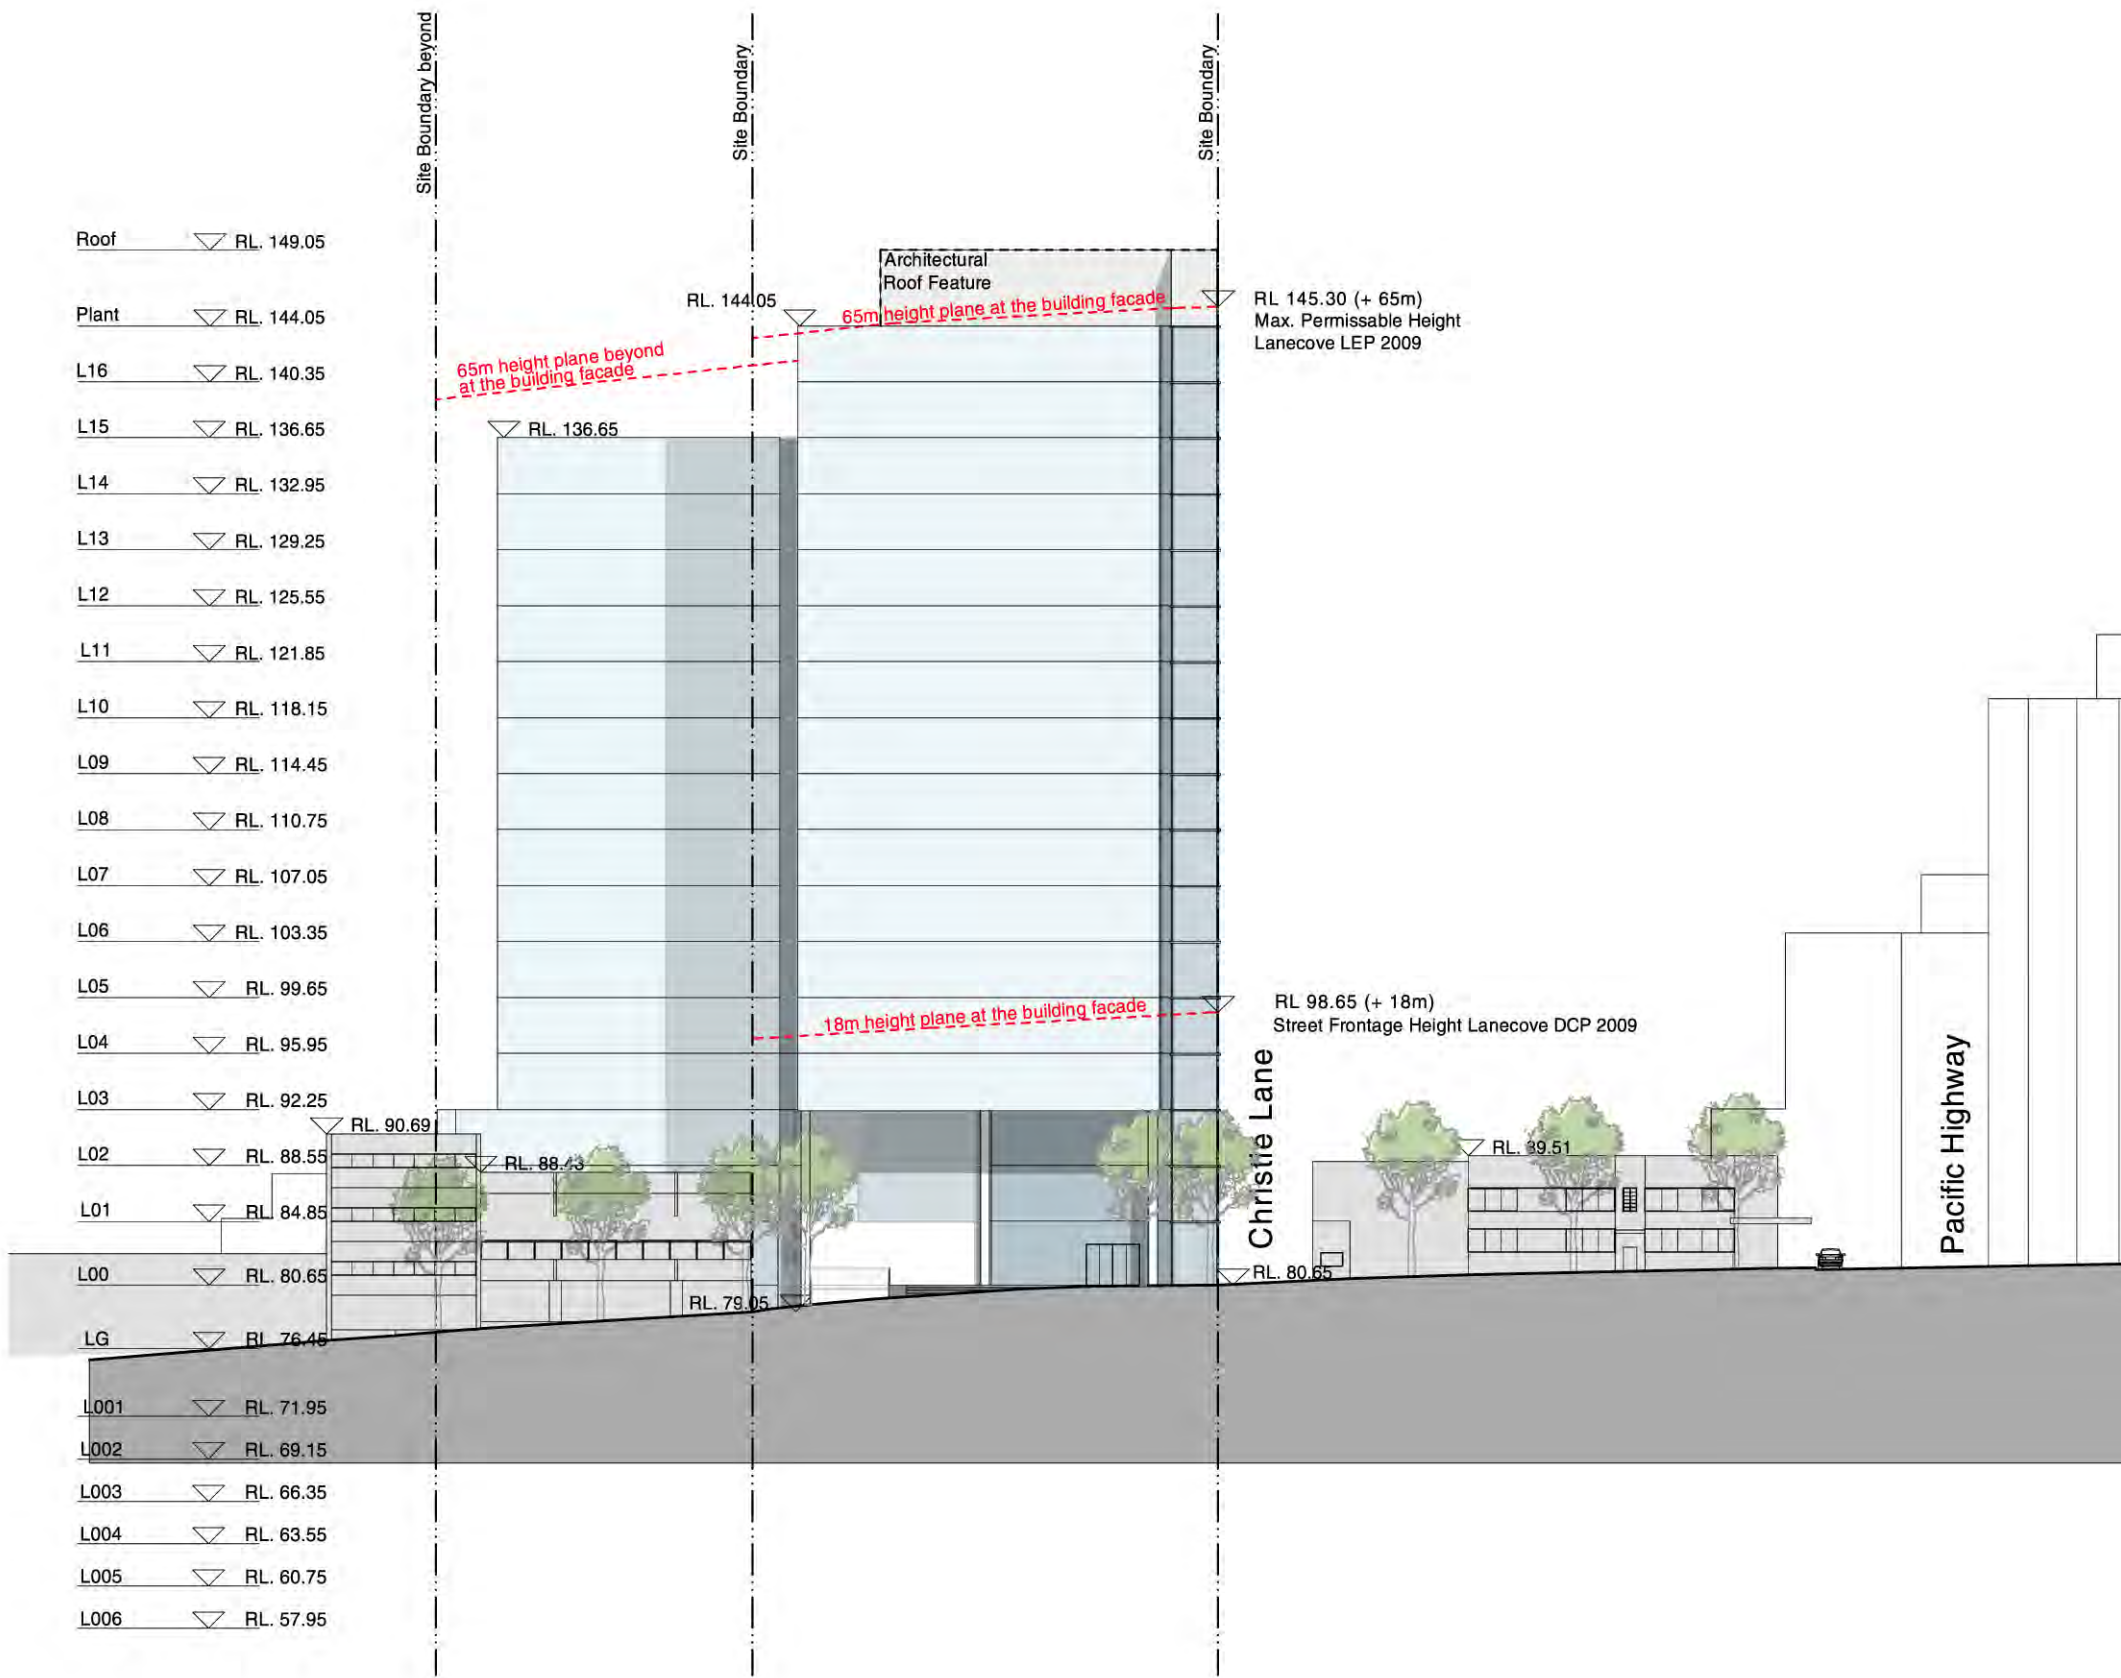 Site Boundary beyond
Site Boundary
Site Boundary
Roof RL. 149.05
Architectural
Roof Feature
RL. 144.05
65m height plane at the building facade
RL 145.30 (+ 65m)
Max. Permissable Height
Lanecove LEP 2009
Plant RL. 144.05
65m height plane beyond
at the building facade
L16 RL. 140.35
L15 RL. 136.65
RL. 136.65
L14 RL. 132.95
L13 RL. 129.25
L12 RL. 125.55
L11 RL. 121.85
L10 RL. 118.15
L09 RL. 114.45
L08 RL. 110.75
L07 RL. 107.05
L06 RL. 103.35
L05 RL. 99.65
18m height plane at the building facade
RL 98.65 (+ 18m)
Street Frontage Height Lanecove DCP 2009
L04 RL. 95.95
L03 RL. 92.25
RL. 90.69
L02 RL. 88.55
RL. 88.43
RL. 89.51
Christie Lane
Pacific Highway
L01 RL. 84.85
L00 RL. 80.65
RL. 80.65
RL. 79.05
LG RL. 76.45
L001 RL. 71.95
L002 RL. 69.15
L003 RL. 66.35
L004 RL. 63.55
L005 RL. 60.75
L006 RL. 57.95